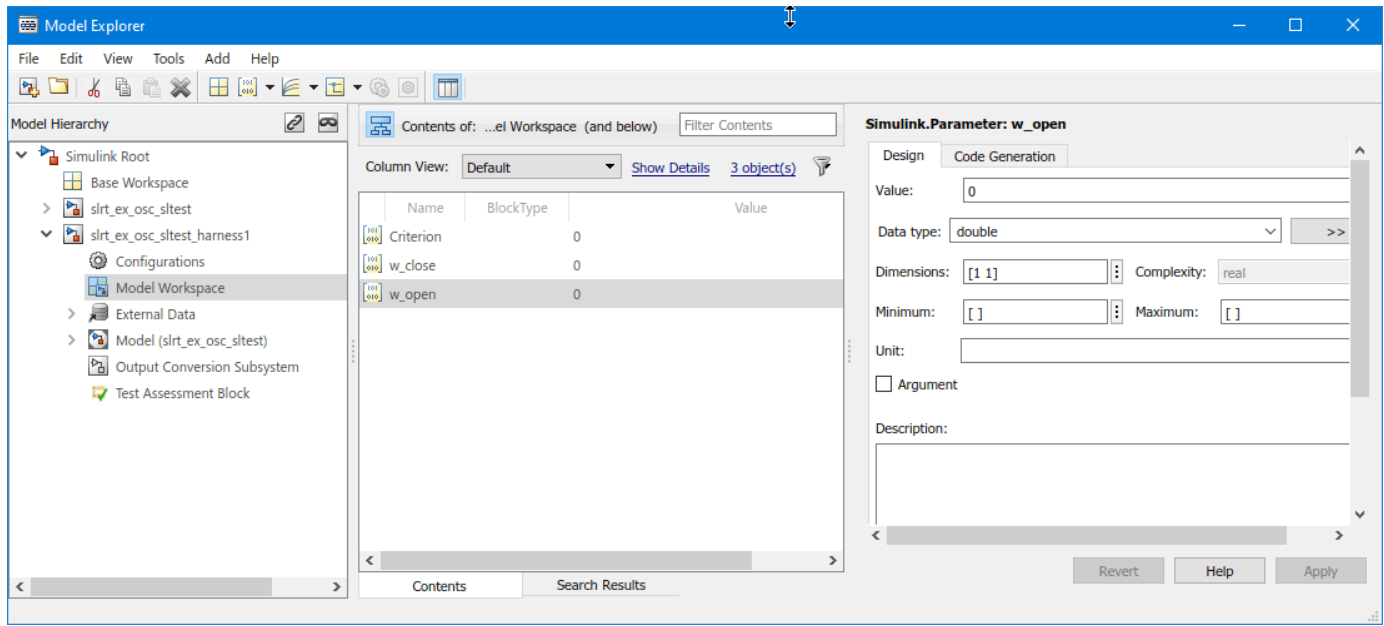 Model Explorer
File Edit View Tools Add Help
Model Hierarchy
Simulink Root
Base Workspace
slrt_ex_osc_sltest
slrt_ex_osc_sltest_harness1
Configurations
Model Workspace
External Data
Model (slrt_ex_osc_sltest)
Output Conversion Subsystem
Test Assessment Block
Contents of: ...el Workspace (and below) Filter Contents
Column View: Default Show Details 3 object(s)
Name BlockType Value
Criterion 0
w_close 0
w_open 0
Contents Search Results
Simulink.Parameter: w_open
Design Code Generation
Value: 0
Data type: double >>
Dimensions: [1 1] Complexity: real
Minimum: [ ] Maximum: [ ]
Unit:
Argument
Description:
Revert Help Apply